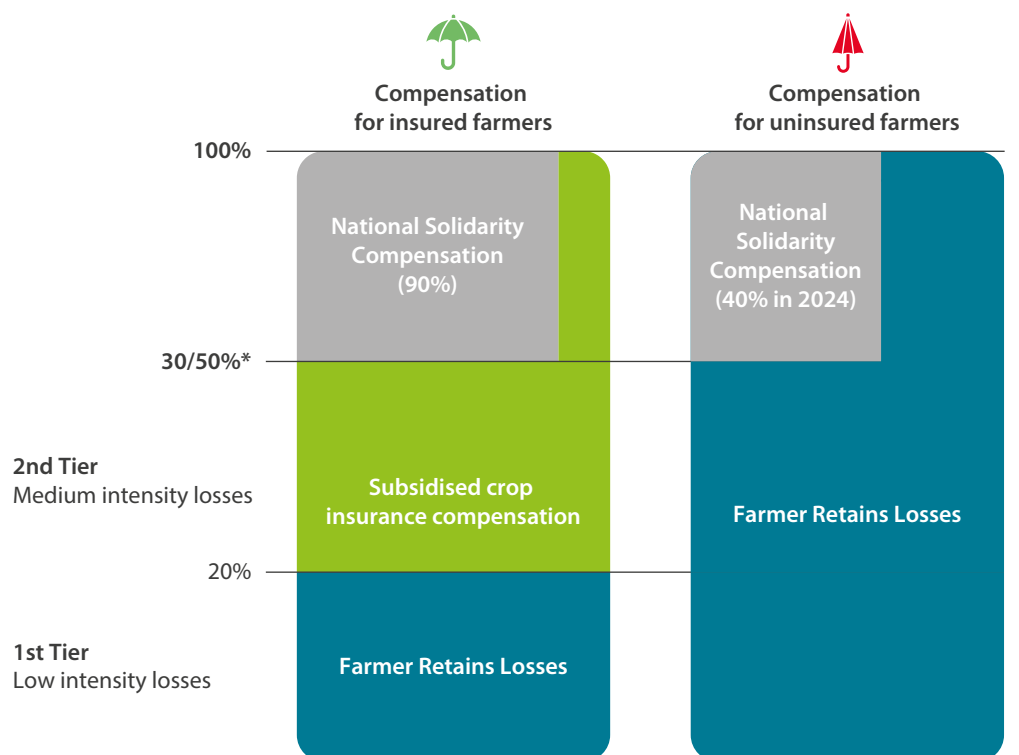 Compensation
for insured farmers
Compensation
for uninsured farmers
100%
National Solidarity
Compensation
(90%)
National
Solidarity
Compensation
(40% in 2024)
30/50%*
2nd Tier
Medium intensity losses
Subsidised crop
insurance compensation
Farmer Retains Losses
20%
1st Tier
Low intensity losses
Farmer Retains Losses